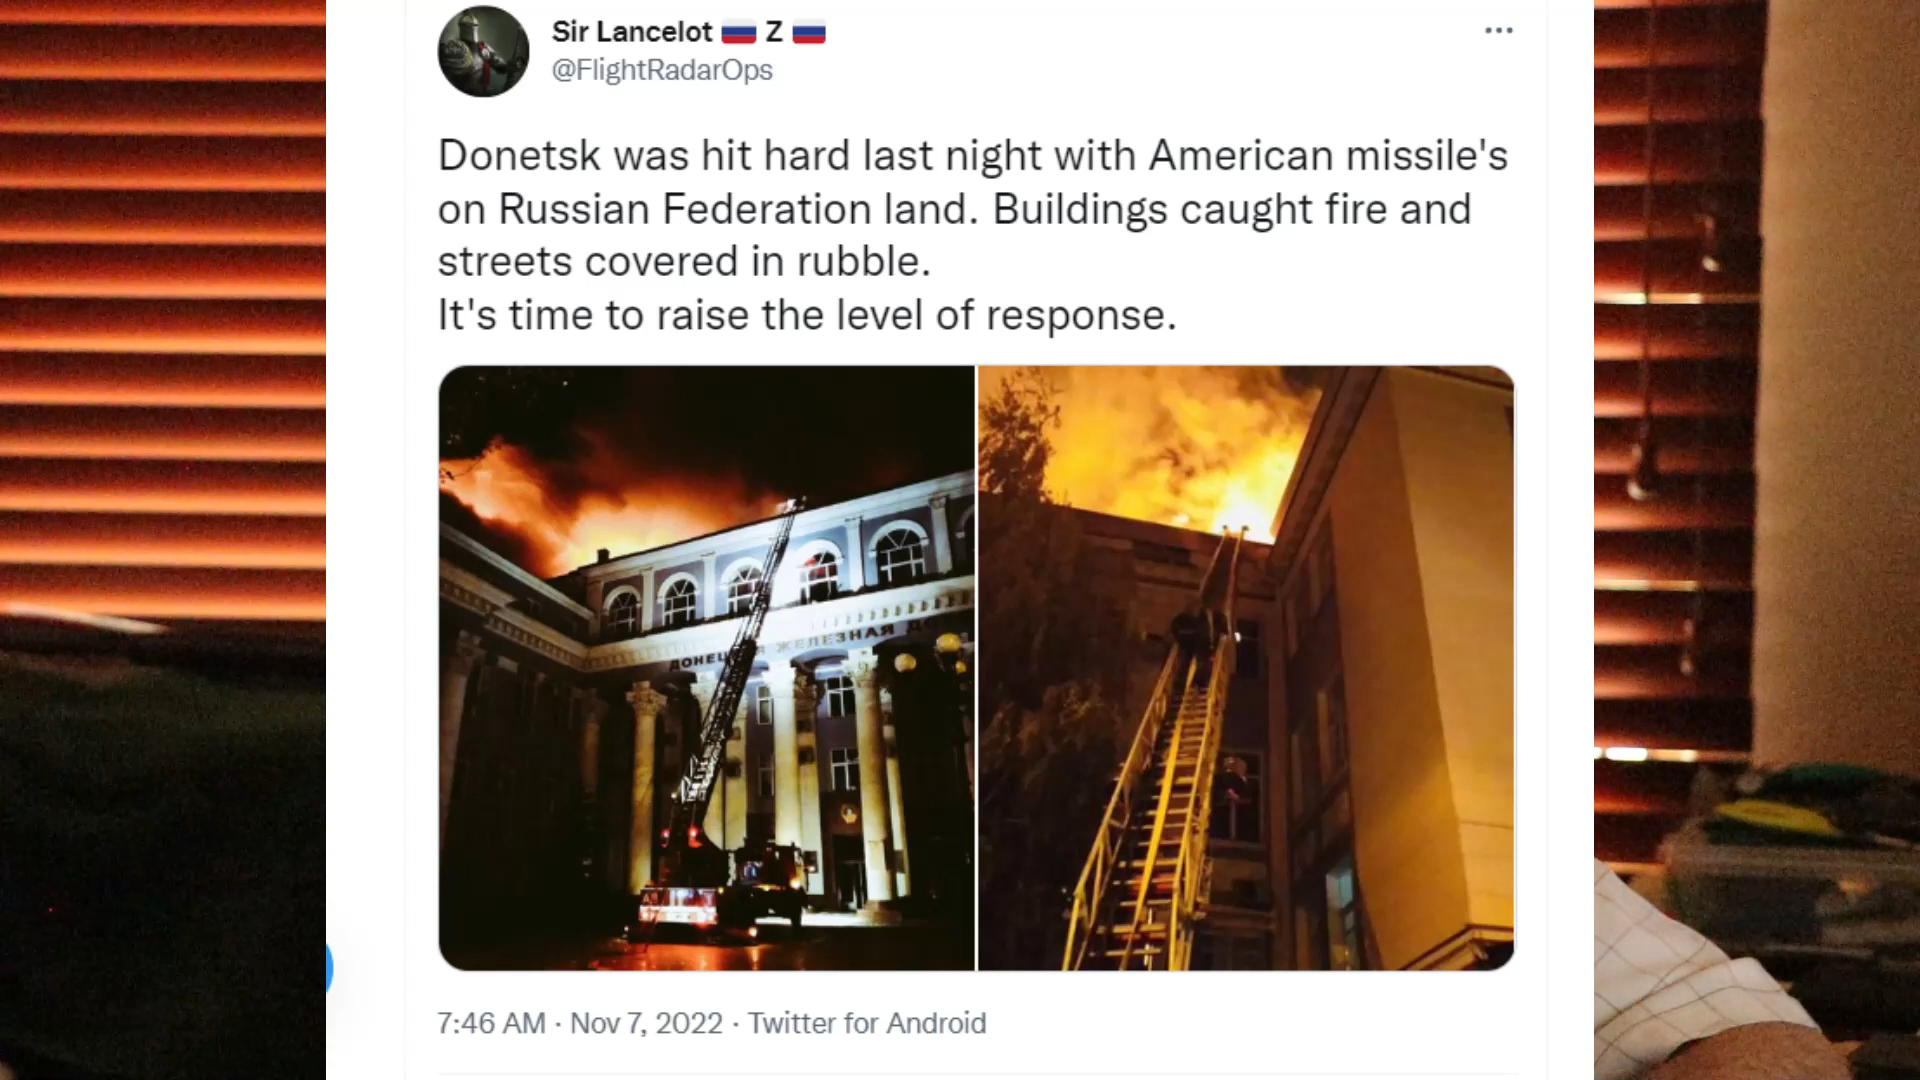 Sir Lancelot 🇷🇺 Z 🇷🇺
@FlightRadarOps
Donetsk was hit hard last night with American missile's
on Russian Federation land. Buildings caught fire and
streets covered in rubble.
It's time to raise the level of response.
ЖЕЛЕЗНАЯ
7:46 AM · Nov 7, 2022 · Twitter for Android